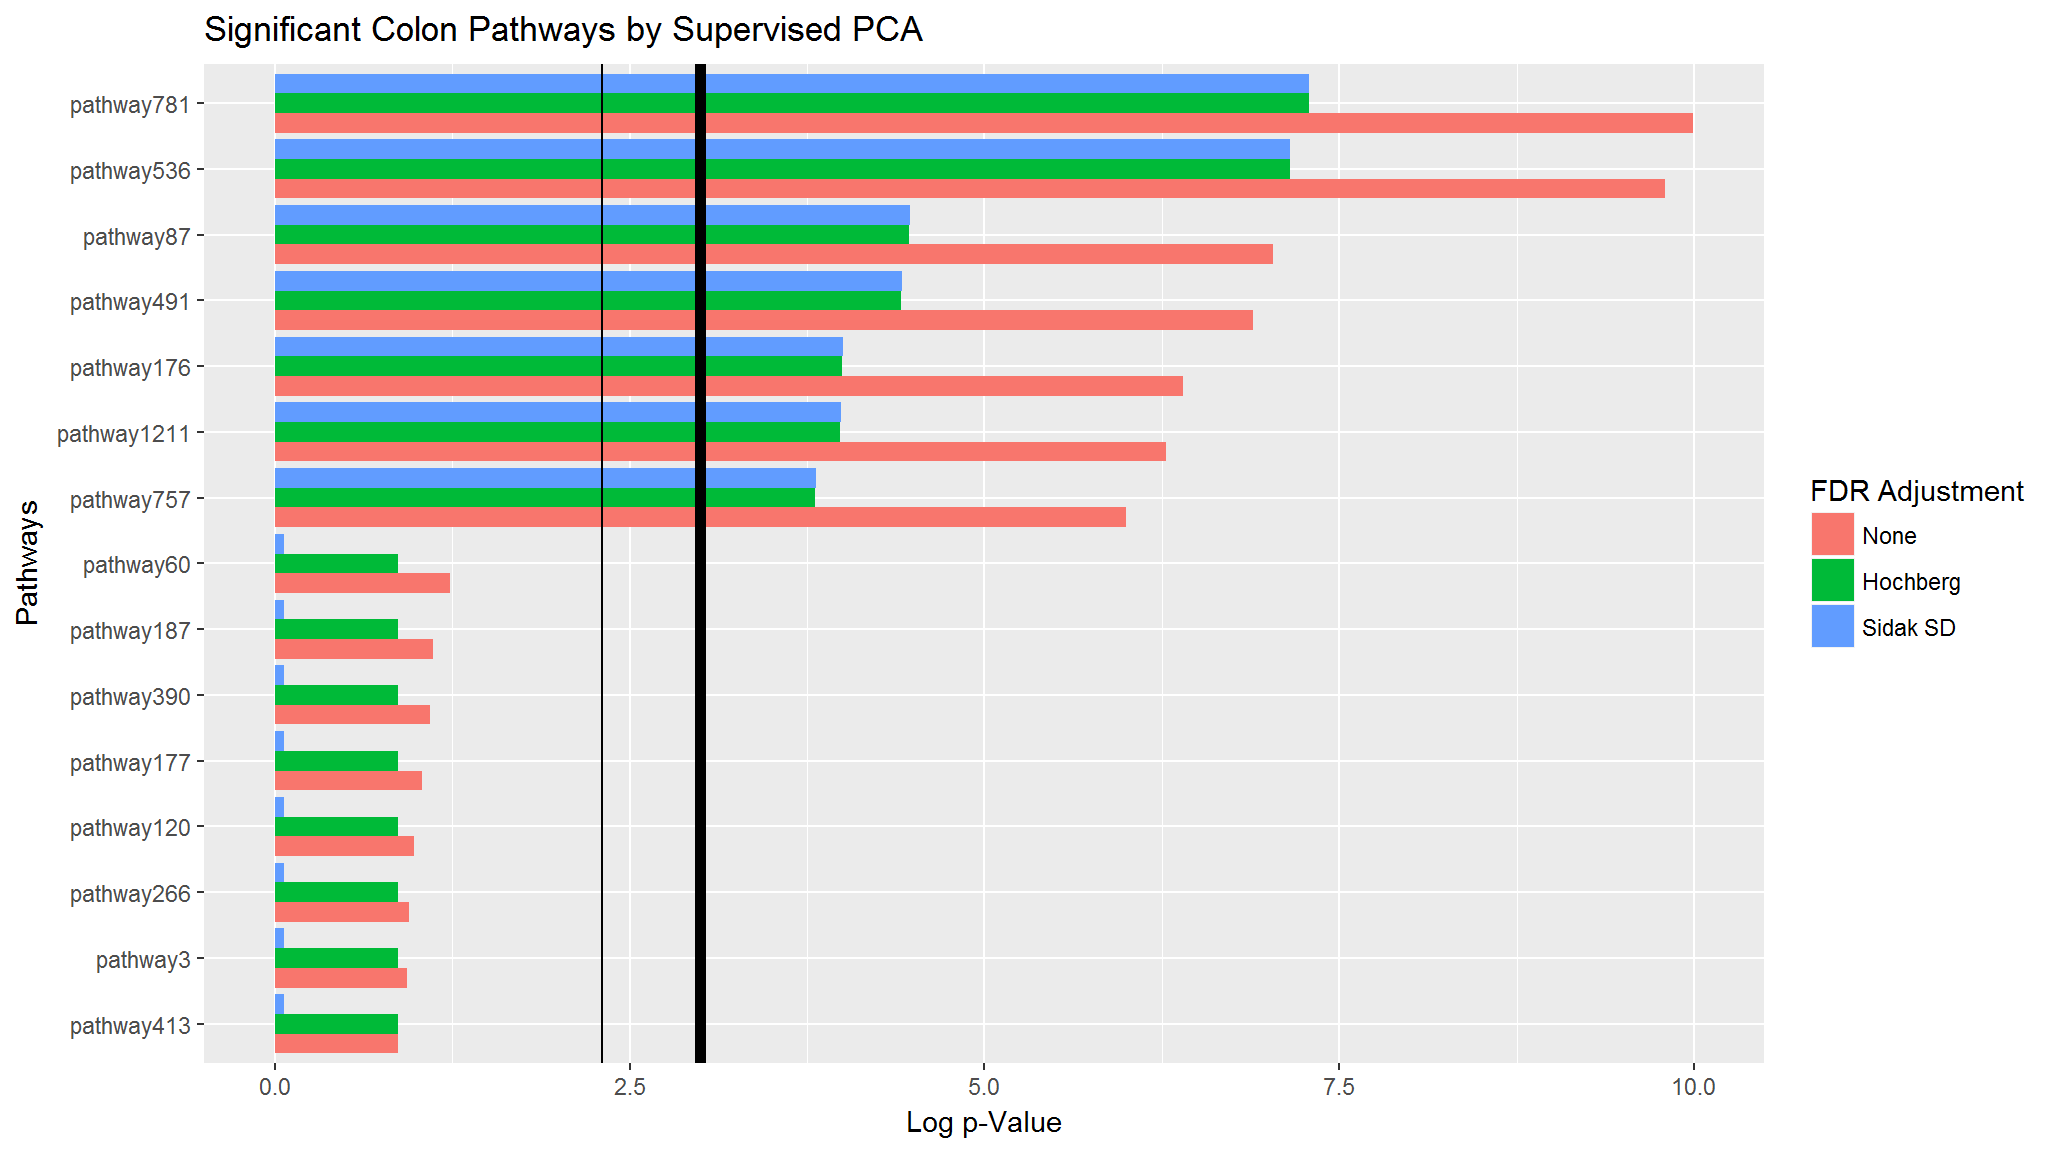 Significant Colon Pathways by Supervised PCA
Pathways
pathway781
pathway536
pathway87
pathway491
pathway176
pathway1211
pathway757
pathway60
pathway187
pathway390
pathway177
pathway120
pathway266
pathway3
pathway413
0.0 2.5 5.0 7.5 10.0
Log p-Value
FDR Adjustment
None
Hochberg
Sidak SD